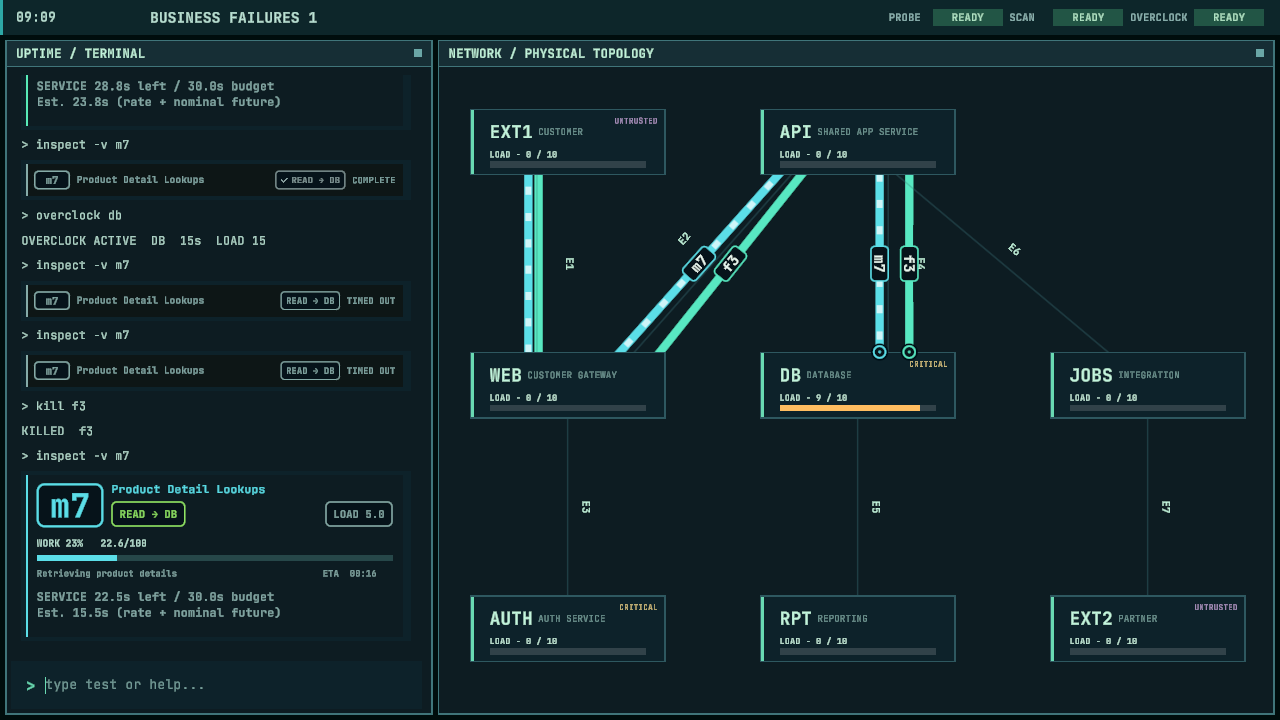 09:09
BUSINESS FAILURES 1
PROBE READY SCAN READY OVERCLOCK READY
UPTIME / TERMINAL
SERVICE 28.8s left / 30.0s budget
Est. 23.8s (rate + nominal future)
> inspect -v m7
m7 Product Detail Lookups ✓ READ → DB COMPLETE
> overclock db
OVERCLOCK ACTIVE DB 15s LOAD 15
> inspect -v m7
m7 Product Detail Lookups READ → DB TIMED OUT
> inspect -v m7
m7 Product Detail Lookups READ → DB TIMED OUT
> kill f3
KILLED f3
> inspect -v m7
m7 Product Detail Lookups
READ → DB LOAD 5.0
WORK 23% 22.6/100
Retrieving product details ETA 00:16
SERVICE 22.5s left / 30.0s budget
Est. 15.5s (rate + nominal future)
> type test or help...
NETWORK / PHYSICAL TOPOLOGY
UNTRUSTED
EXT1 CUSTOMER
LOAD - 0 / 10
API SHARED APP SERVICE
LOAD - 0 / 10
E1
E2
m7
f3
m7
f3
E6
CRITICAL
WEB CUSTOMER GATEWAY
LOAD - 0 / 10
DB DATABASE
LOAD - 9 / 10
JOBS INTEGRATION
LOAD - 0 / 10
E3
E5
E7
CRITICAL
AUTH AUTH SERVICE
LOAD - 0 / 10
RPT REPORTING
LOAD - 0 / 10
UNTRUSTED
EXT2 PARTNER
LOAD - 0 / 10